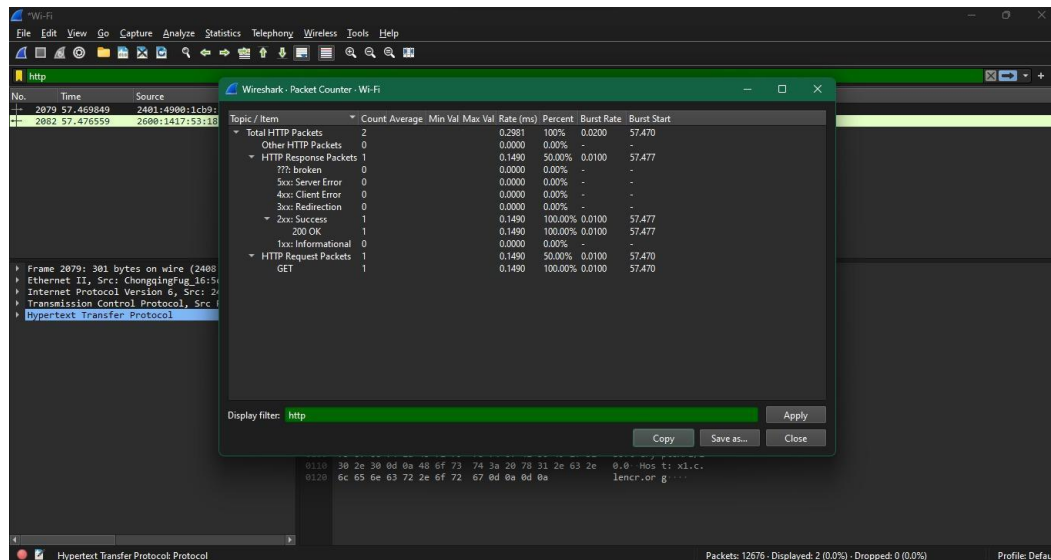 *Wi-Fi
File Edit View Go Capture Analyze Statistics Telephony Wireless Tools Help
http
No. Time Source
2079 57.469849 2401:4900:1cb9:
2082 57.476559 2600:1417:53:18
Wireshark · Packet Counter · Wi-Fi
Topic / Item Count Average Min Val Max Val Rate (ms) Percent Burst Rate Burst Start
Total HTTP Packets 2 0.2981 100% 0.0200 57.470
Other HTTP Packets 0 0.0000 0.00% - -
HTTP Response Packets 1 0.1490 50.00% 0.0100 57.477
???: broken 0 0.0000 0.00% - -
5xx: Server Error 0 0.0000 0.00% - -
4xx: Client Error 0 0.0000 0.00% - -
3xx: Redirection 0 0.0000 0.00% - -
2xx: Success 1 0.1490 100.00% 0.0100 57.477
200 OK 1 0.1490 100.00% 0.0100 57.477
1xx: Informational 0 0.0000 0.00% - -
HTTP Request Packets 1 0.1490 50.00% 0.0100 57.470
GET 1 0.1490 100.00% 0.0100 57.470
Display filter: http Apply
Copy Save as... Close
Frame 2079: 301 bytes on wire (2408
Ethernet II, Src: ChongqingFug_16:5
Internet Protocol Version 6, Src: 2
Transmission Control Protocol, Src
Hypertext Transfer Protocol
0110 30 2e 30 0d 0a 48 6f 73 74 3a 20 78 31 2e 63 2e 0.0··Hos t: x1.c.
0120 6c 65 6e 63 72 2e 6f 72 67 0d 0a 0d 0a lencr.or g····
Hypertext Transfer Protocol: Protocol Packets: 12676 · Displayed: 2 (0.0%) · Dropped: 0 (0.0%) Profile: Defau